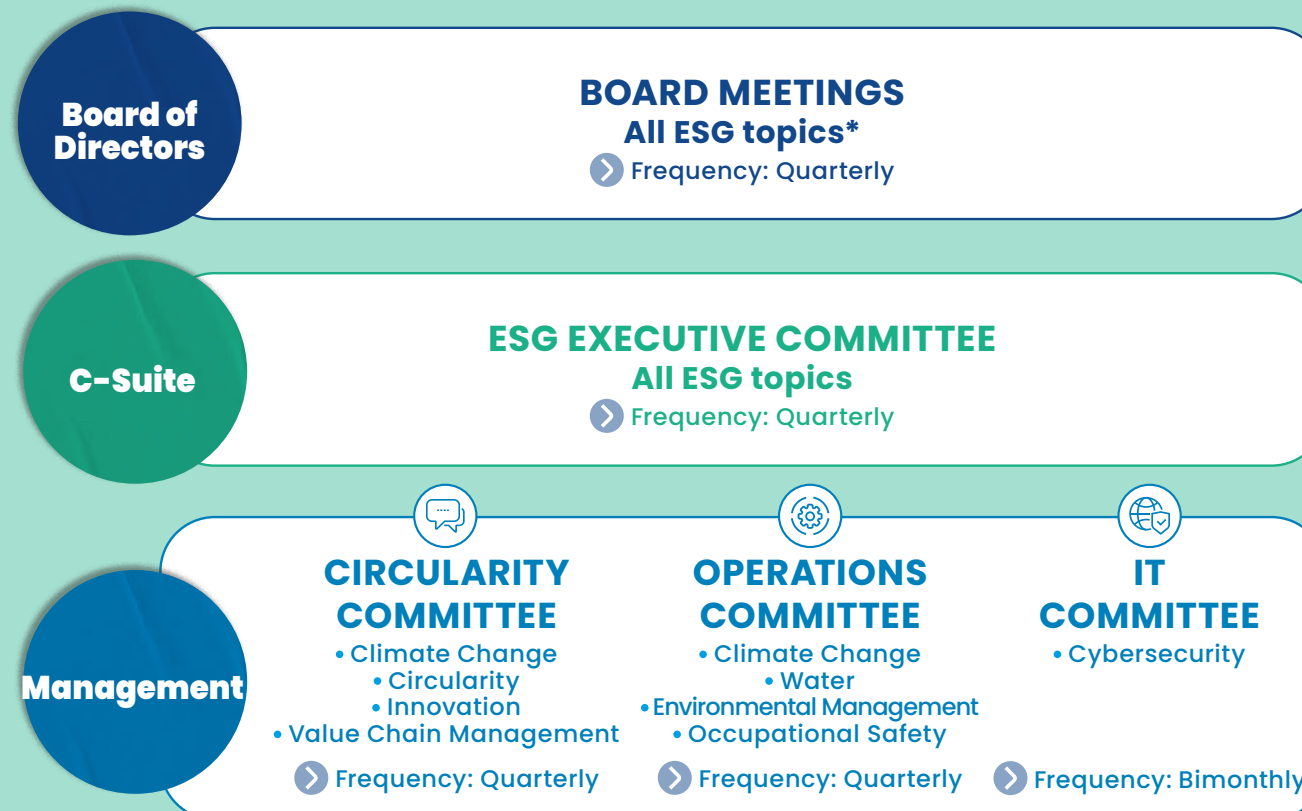 Board of
Directors
BOARD MEETINGS
All ESG topics*
Frequency: Quarterly
C-Suite
ESG EXECUTIVE COMMITTEE
All ESG topics
Frequency: Quarterly
Management
CIRCULARITY
COMMITTEE
• Climate Change
• Circularity
• Innovation
• Value Chain Management
Frequency: Quarterly
OPERATIONS
COMMITTEE
• Climate Change
• Water
• Environmental Management
• Occupational Safety
Frequency: Quarterly
IT
COMMITTEE
• Cybersecurity
Frequency: Bimonthly